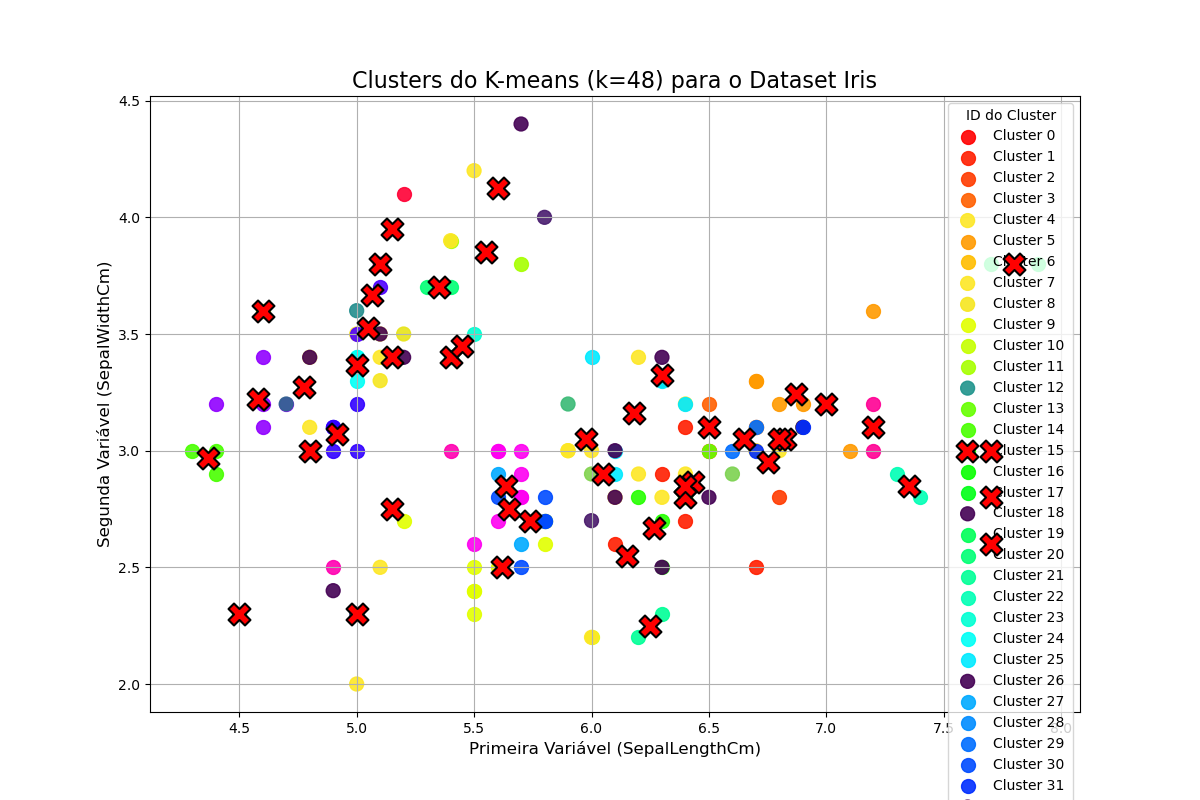 Clusters do K-means (k=48) para o Dataset Iris
4.5
4.0
3.5
3.0
2.5
2.0
Segunda Variável (SepalWidthCm)
4.5
5.0
5.5
6.0
6.5
7.0
7.5
8.0
Primeira Variável (SepalLengthCm)
ID do Cluster
Cluster 0
Cluster 1
Cluster 2
Cluster 3
Cluster 4
Cluster 5
Cluster 6
Cluster 7
Cluster 8
Cluster 9
Cluster 10
Cluster 11
Cluster 12
Cluster 13
Cluster 14
Cluster 15
Cluster 16
Cluster 17
Cluster 18
Cluster 19
Cluster 20
Cluster 21
Cluster 22
Cluster 23
Cluster 24
Cluster 25
Cluster 26
Cluster 27
Cluster 28
Cluster 29
Cluster 30
Cluster 31